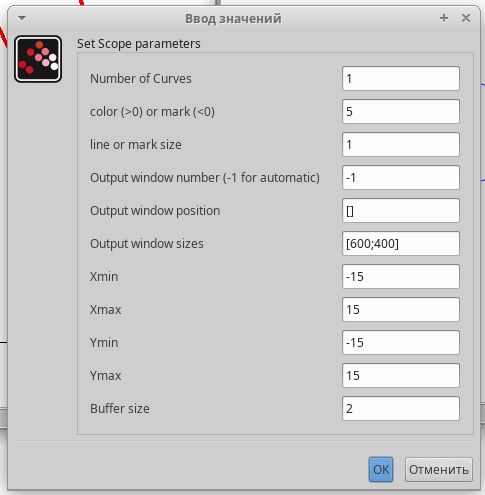 Ввод значений
Set Scope parameters
Number of Curves 1
color (>0) or mark (<0) 5
line or mark size 1
Output window number (-1 for automatic) -1
Output window position []
Output window sizes [600;400]
Xmin -15
Xmax 15
Ymin -15
Ymax 15
Buffer size 2
OK Отменить